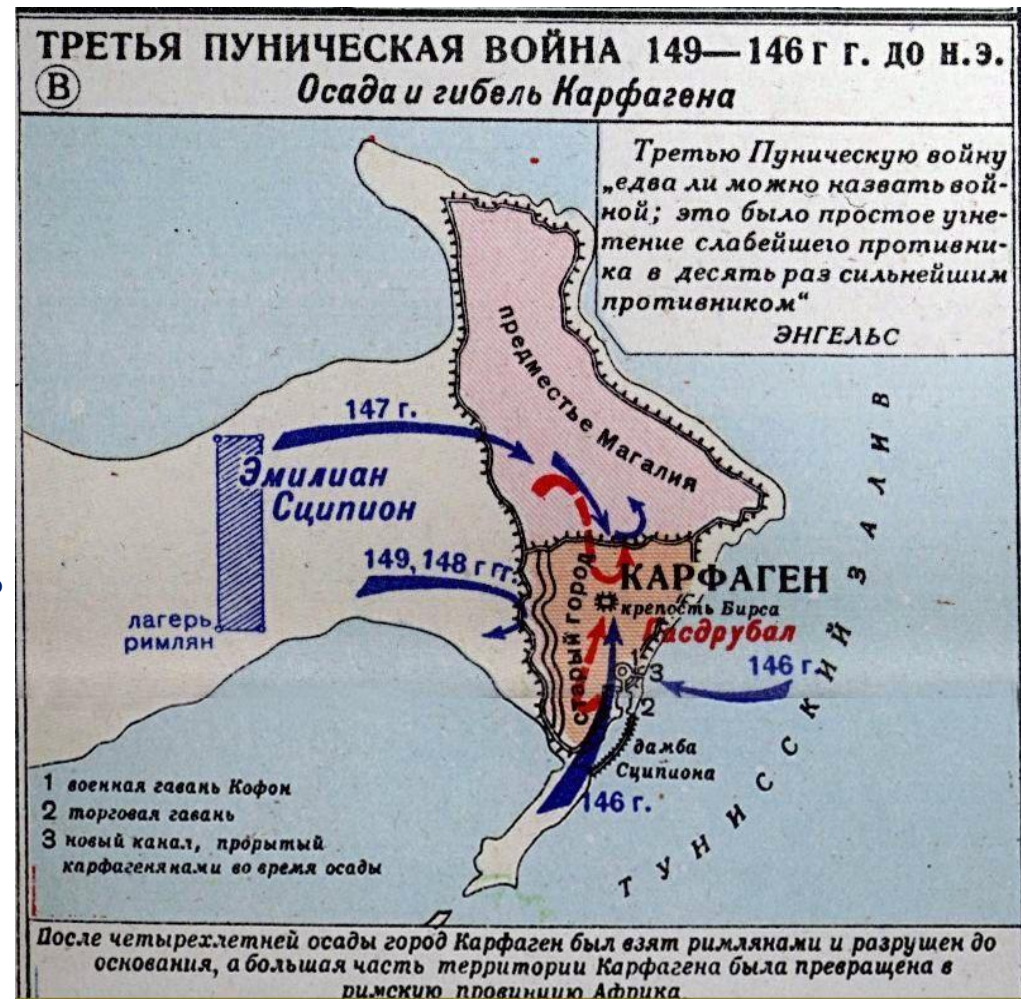 ТРЕТЬЯ ПУНИЧЕСКАЯ ВОЙНА 149—146 г г. до н.э.
В
Осада и гибель Карфагена
Третью Пуническую войну
„едва ли можно назвать вой-
ной; это было простое угне-
тение слабейшего противни-
ка в десять раз сильнейшим
противником“
ЭНГЕЛЬС
предместье Магалия
147 г.
Эмилиан
Сципион
149, 148 г гг.
лагерь
римлян
старый город
КАРФАГЕН
крепость Бирса
Гасдрубал
1
3
2
146 г.
дамба
Сципиона
146 г.
ТУНИССКИЙ ЗАЛИВ
1 военная гавань Кофон
2 торговая гавань
3 новый канал, прорытый
карфагенянами во время осады
После четырехлетней осады город Карфаген был взят римлянами и разрушен до
основания, а большая часть территории Карфагена была превращена в
римскую провинцию Африка